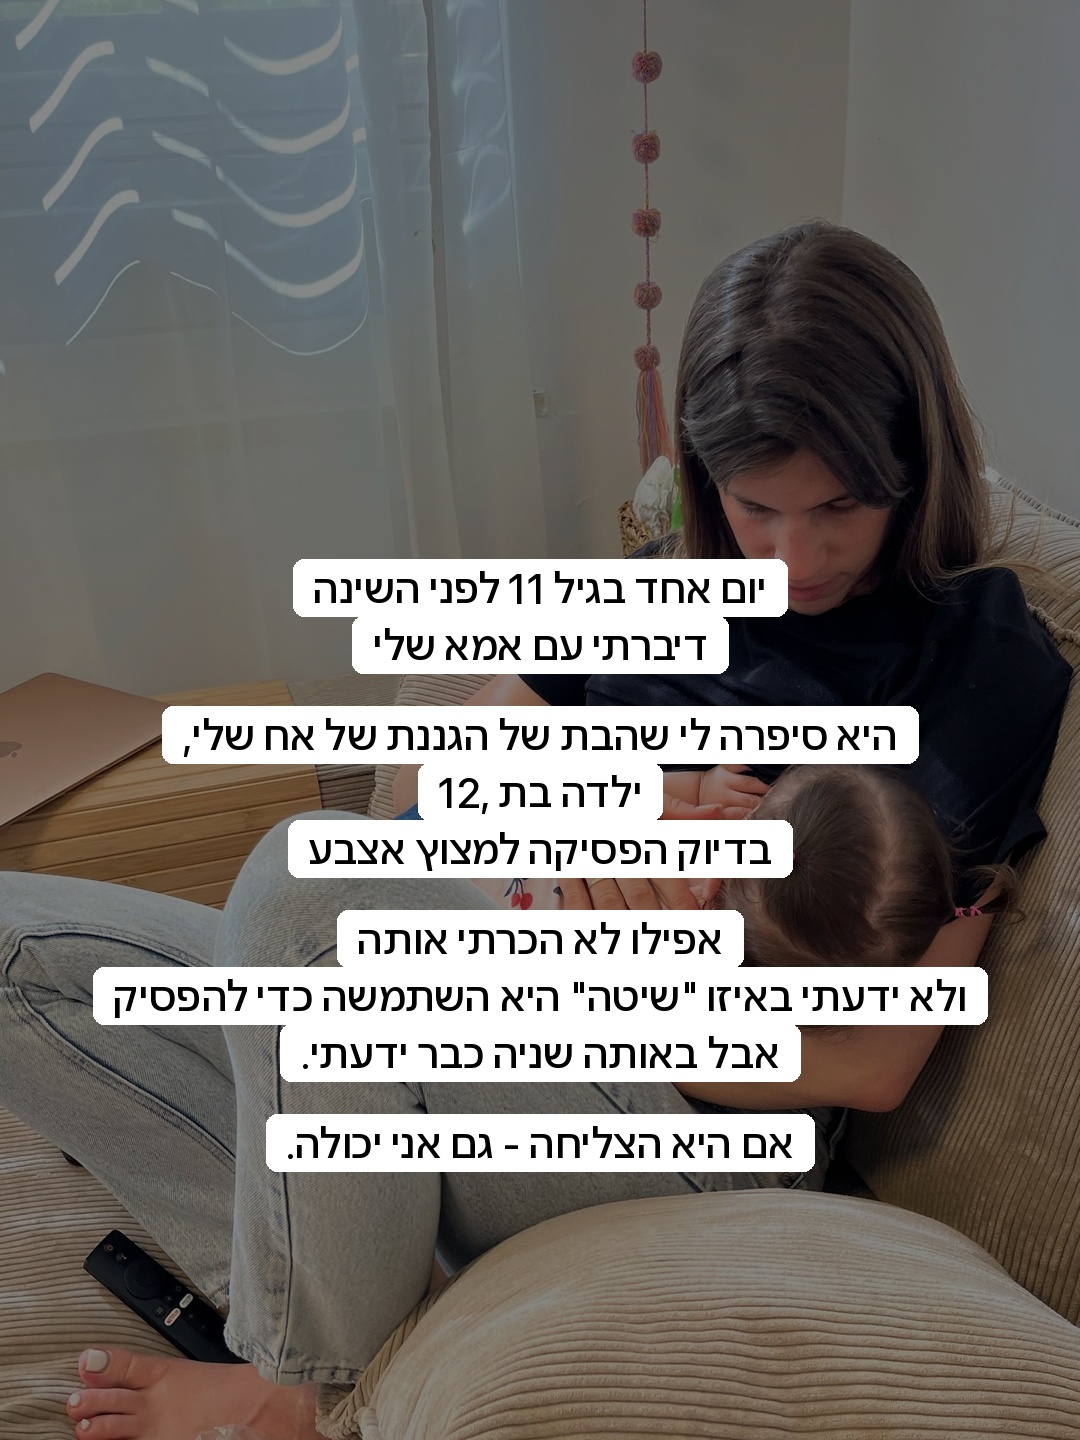 יום אחד בגיל 11 לפני השינה
דיברתי עם אמא שלי
היא סיפרה לי שהבת של הגננת של אח שלי,
ילדה בת 12,
בדיוק הפסיקה למצוץ אצבע
אפילו לא הכרתי אותה
ולא ידעתי באיזו "שיטה" היא השתמשה כדי להפסיק
אבל באותה שניה כבר ידעתי.
אם היא הצליחה - גם אני יכולה.